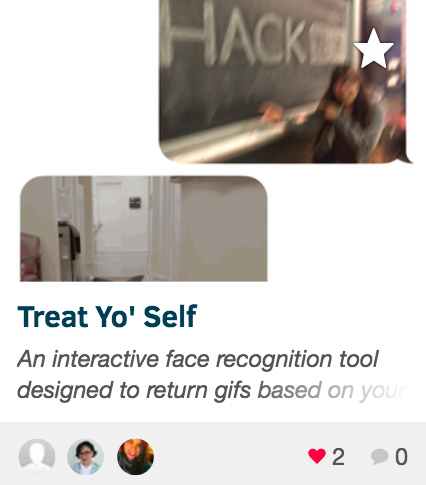 HACK
Treat Yo' Self
An interactive face recognition tool
designed to return gifs based on your
2
0